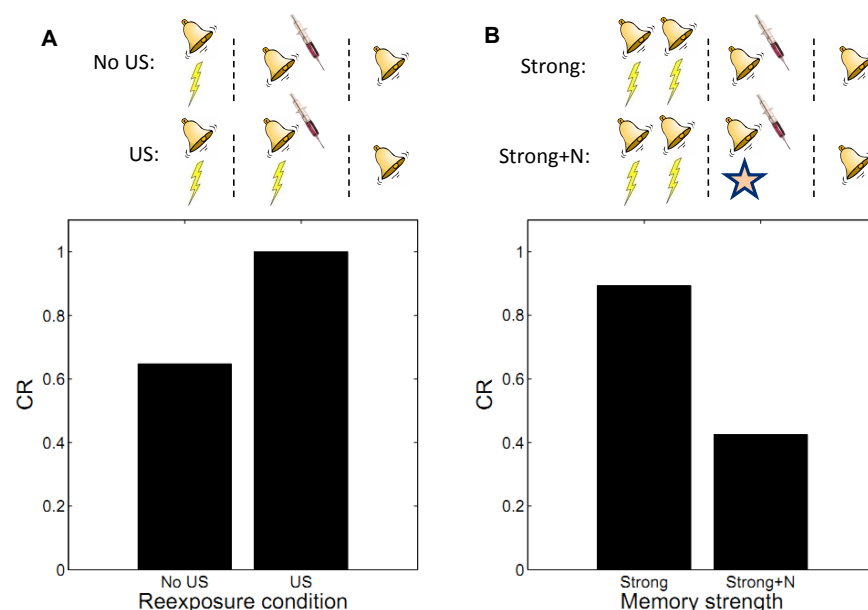 A
No US:
US:
CR
1
0.8
0.6
0.4
0.2
0
No US
US
Reexposure condition
B
Strong:
Strong+N:
CR
1
0.8
0.6
0.4
0.2
0
Strong
Strong+N
Memory strength